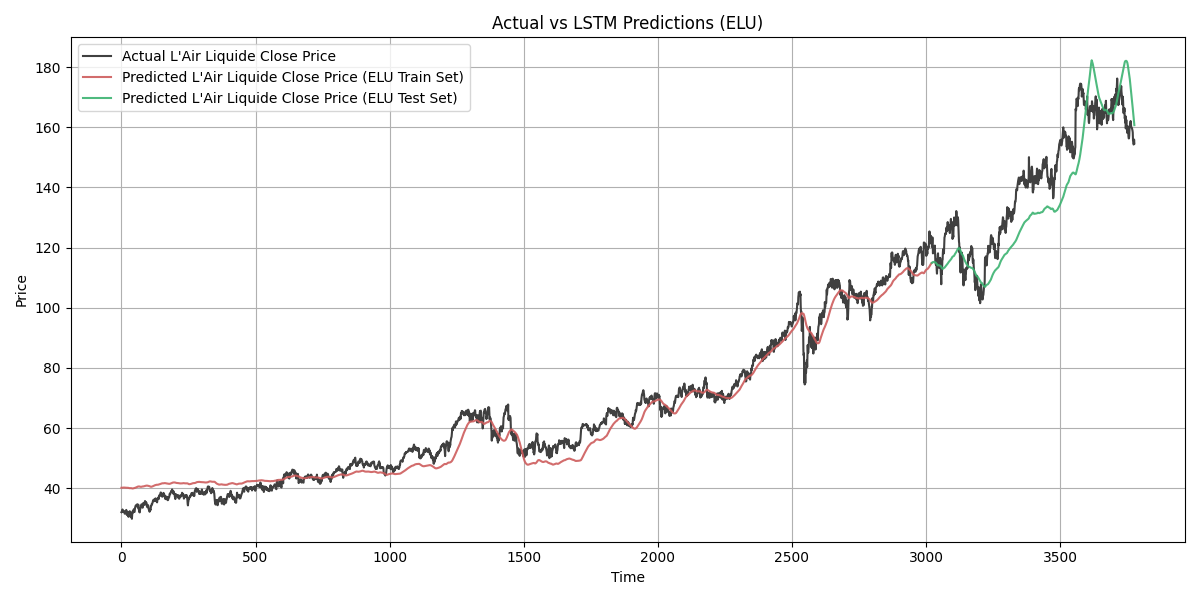 Actual vs LSTM Predictions (ELU)
Actual L'Air Liquide Close Price
Predicted L'Air Liquide Close Price (ELU Train Set)
Predicted L'Air Liquide Close Price (ELU Test Set)
Price
180
160
140
120
100
80
60
40
0 500 1000 1500 2000 2500 3000 3500
Time